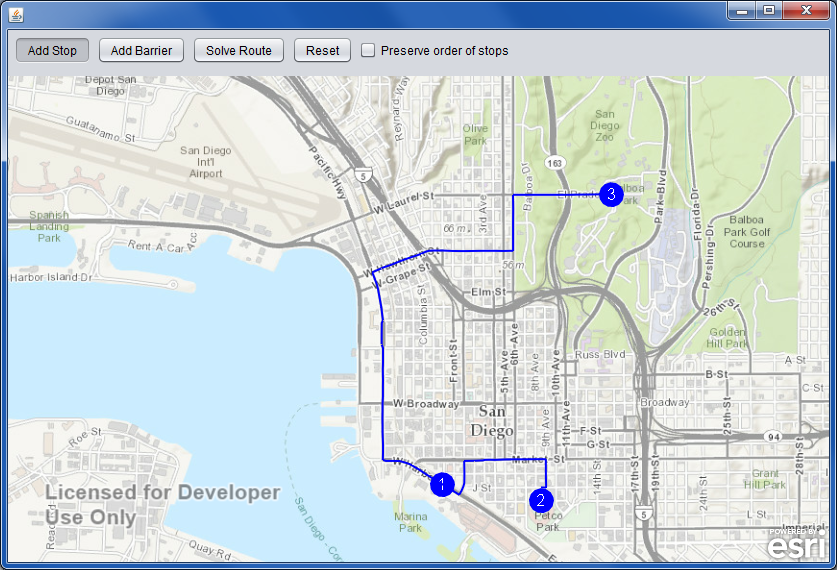 Add Stop
Add Barrier
Solve Route
Reset
Preserve order of stops
Depot San
Diego
Guatanamo St
San Diego
Int'l
Airport
Pacific Hwy
Reynard Way
5
Olive
Park
3rd Ave
Balboa Dr
163
San
Diego
Zoo
Park Blvd
Florida Dr
Pershing Dr
Balboa
Park Golf
Course
El Prado
3
Balboa
Park
Spanish
Landing
Park
Rent A Car Acc
Harbor Island Dr
W Laurel St
66 m
W Hawthorn St
W Grape St
56 m
Elm St
Columbia St
Front St
5th Ave
6th Ave
8th Ave
10th Ave
Russ Blvd
26th St
Golden
Hill Park
A St
B St
C St
W Broadway
Broadway
San
Diego
9th Ave
11th Ave
F St
G St
25th St
94
28th St
Market St
1
2
J St
Petco
Park
14th St
17th St
19th St
24th St
Grant
Hill Park
L St
Imperial
5
Roe St
Marina
Park
Quay Rd
San Diego - Co
Licensed for Developer
Use Only
POWERED BY
esri